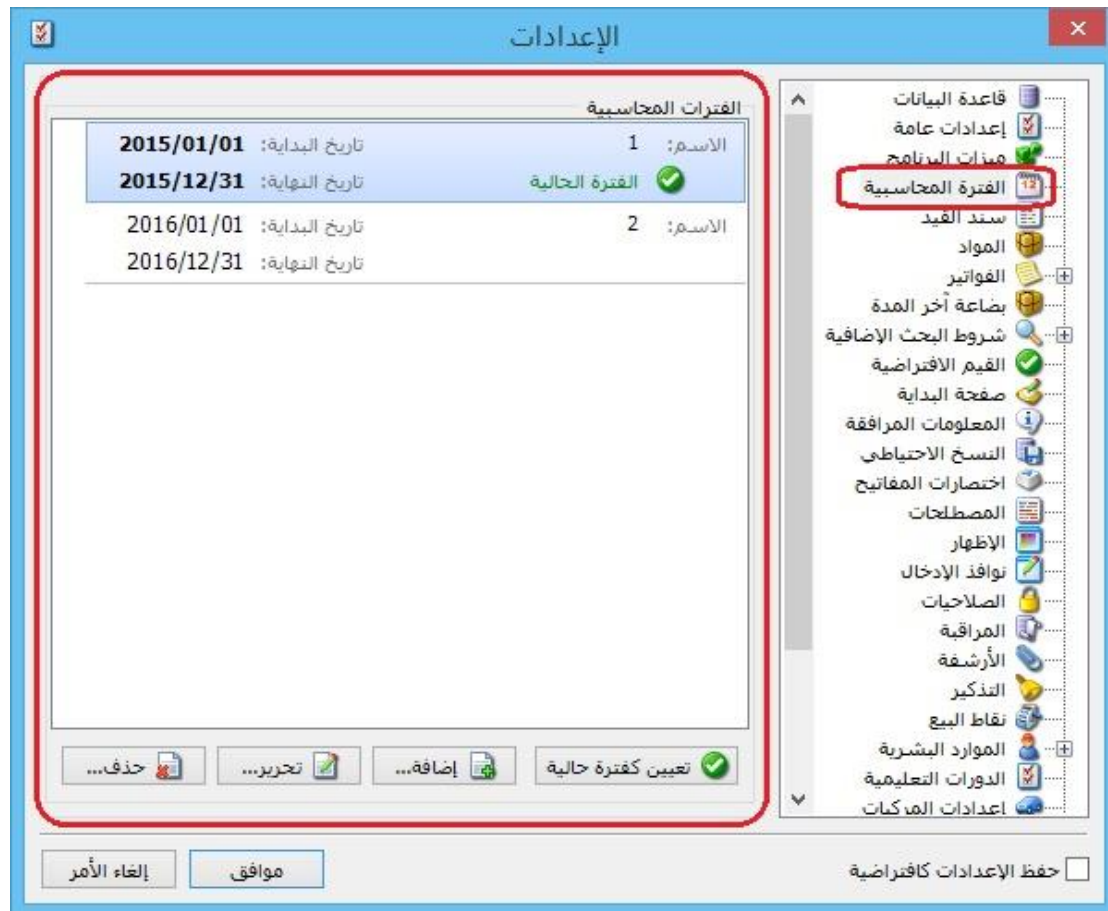 الإعدادات
قاعدة البيانات
إعدادات عامة
ميزات البرنامج
الفترة المحاسبية
سند القيد
المواد
الفواتير
بضاعة آخر المدة
شروط البحث الإضافية
القيم الافتراضية
صفحة البداية
المعلومات المرافقة
النسخ الاحتياطي
اختصارات المفاتيح
المصطلحات
الإظهار
نوافذ الإدخال
الصلاحيات
المراقبة
الأرشفة
التذكير
نقاط البيع
الموارد البشرية
الدورات التعليمية
إعدادات المركبات
الفترات المحاسبية
الاسم: 1 تاريخ البداية: 2015/01/01
الفترة الحالية تاريخ النهاية: 2015/12/31
الاسم: 2 تاريخ البداية: 2016/01/01
تاريخ النهاية: 2016/12/31
تعيين كفترة حالية إضافة... تحرير... حذف...
حفظ الإعدادات كافتراضية موافق إلغاء الأمر